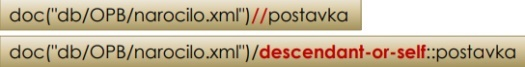 doc("db/OPB/narocilo.xml")//postavka
doc("db/OPB/narocilo.xml")/descendant-or-self::postavka